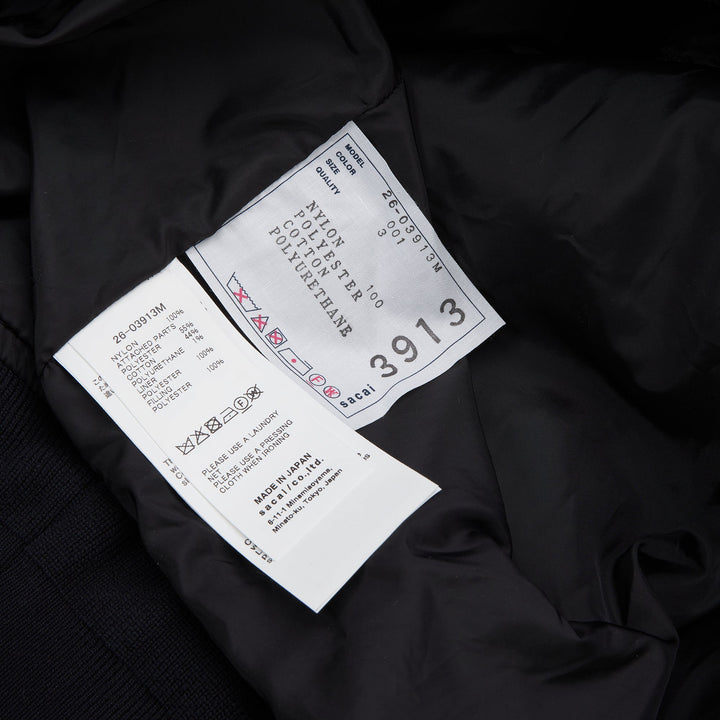 MODEL 26-03913M
COLOR 001
SIZE 3
QUALITY
NYLON 100
POLYESTER
COTTON
POLYURETHANE
3913
sacai
26-03913M
NYLON 100%
ATTACHED PARTS
POLYESTER 55%
COTTON 44%
POLYURETHANE 1%
LINER
POLYESTER 100%
FILLING
POLYESTER 100%
PLEASE USE A LAUNDRY
NET
PLEASE USE A PRESSING
CLOTH WHEN IRONING
MADE IN JAPAN
sacai/co.,ltd.
6-11-1 Minamiaoyama,
Minato-ku, Tokyo, Japan